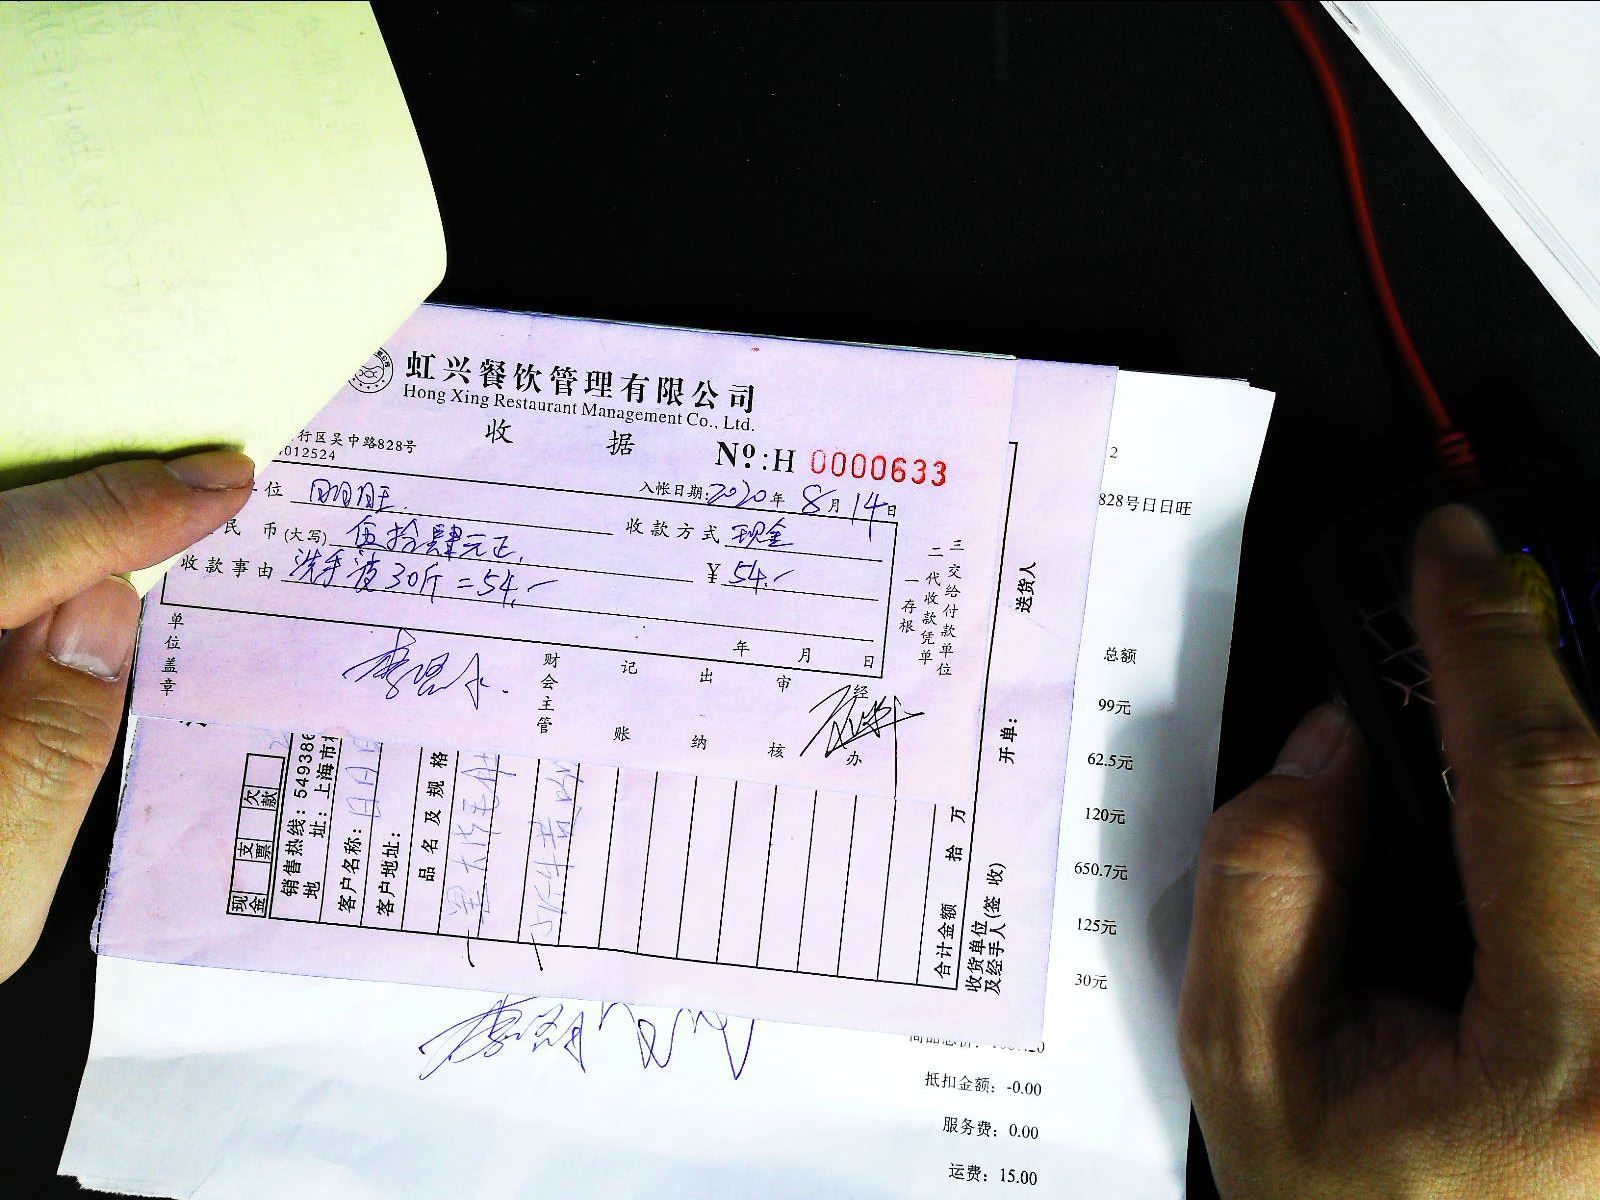 虹兴餐饮管理有限公司
Hong Xing Restaurant Management Co., Ltd.
收 据
行区吴中路828号
012524
No:H 0000633
位
入帐日期:2020年8月14日
民 币(大写) 伍拾肆元正
收款方式 现金
收款事由 洗手液30斤=54.-
¥54.-
年 月 日
一存根
二代收款凭单
三交给付款单位
单位盖章
财会主管
记账
出纳
审核
经办
送货人
开单:
现金
支票
欠款
销售热线: 549386
地 址: 上海市
客户名称: 日日旺
客户地址:
品名及规格
合计金额 拾 万
收货单位及经手人(签收)
2
828号日日旺
总额
99元
62.5元
120元
650.7元
125元
30元
抵扣金额: -0.00
服务费: 0.00
运费: 15.00